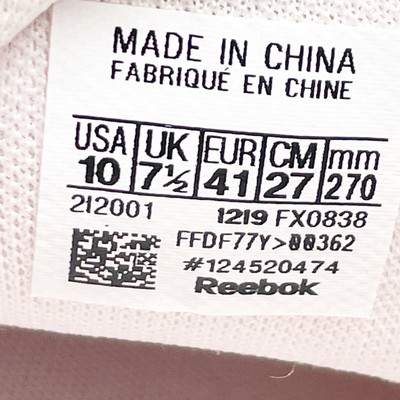 MADE IN CHINA
FABRIQUÉ EN CHINE
USA UK EUR CM mm
10 7½ 41 27 270
212001 1219 FX0838
FFDF77Y>00362
#124520474
Reebok